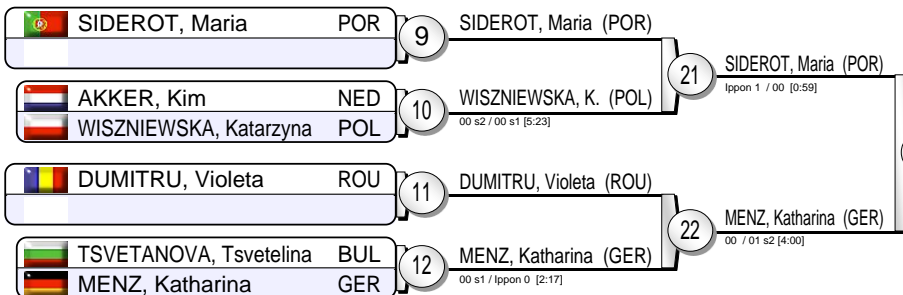 SIDEROT, Maria POR
9
SIDEROT, Maria (POR)
21
SIDEROT, Maria (POR)
Ippon 1 / 00 [0:59]
AKKER, Kim NED
WISZNIEWSKA, Katarzyna POL
10
WISZNIEWSKA, K. (POL)
00 s2 / 00 s1 [5:23]
DUMITRU, Violeta ROU
11
DUMITRU, Violeta (ROU)
22
MENZ, Katharina (GER)
00 / 01 s2 [4:00]
TSVETANOVA, Tsvetelina BUL
MENZ, Katharina GER
12
MENZ, Katharina (GER)
00 s1 / Ippon 0 [2:17]